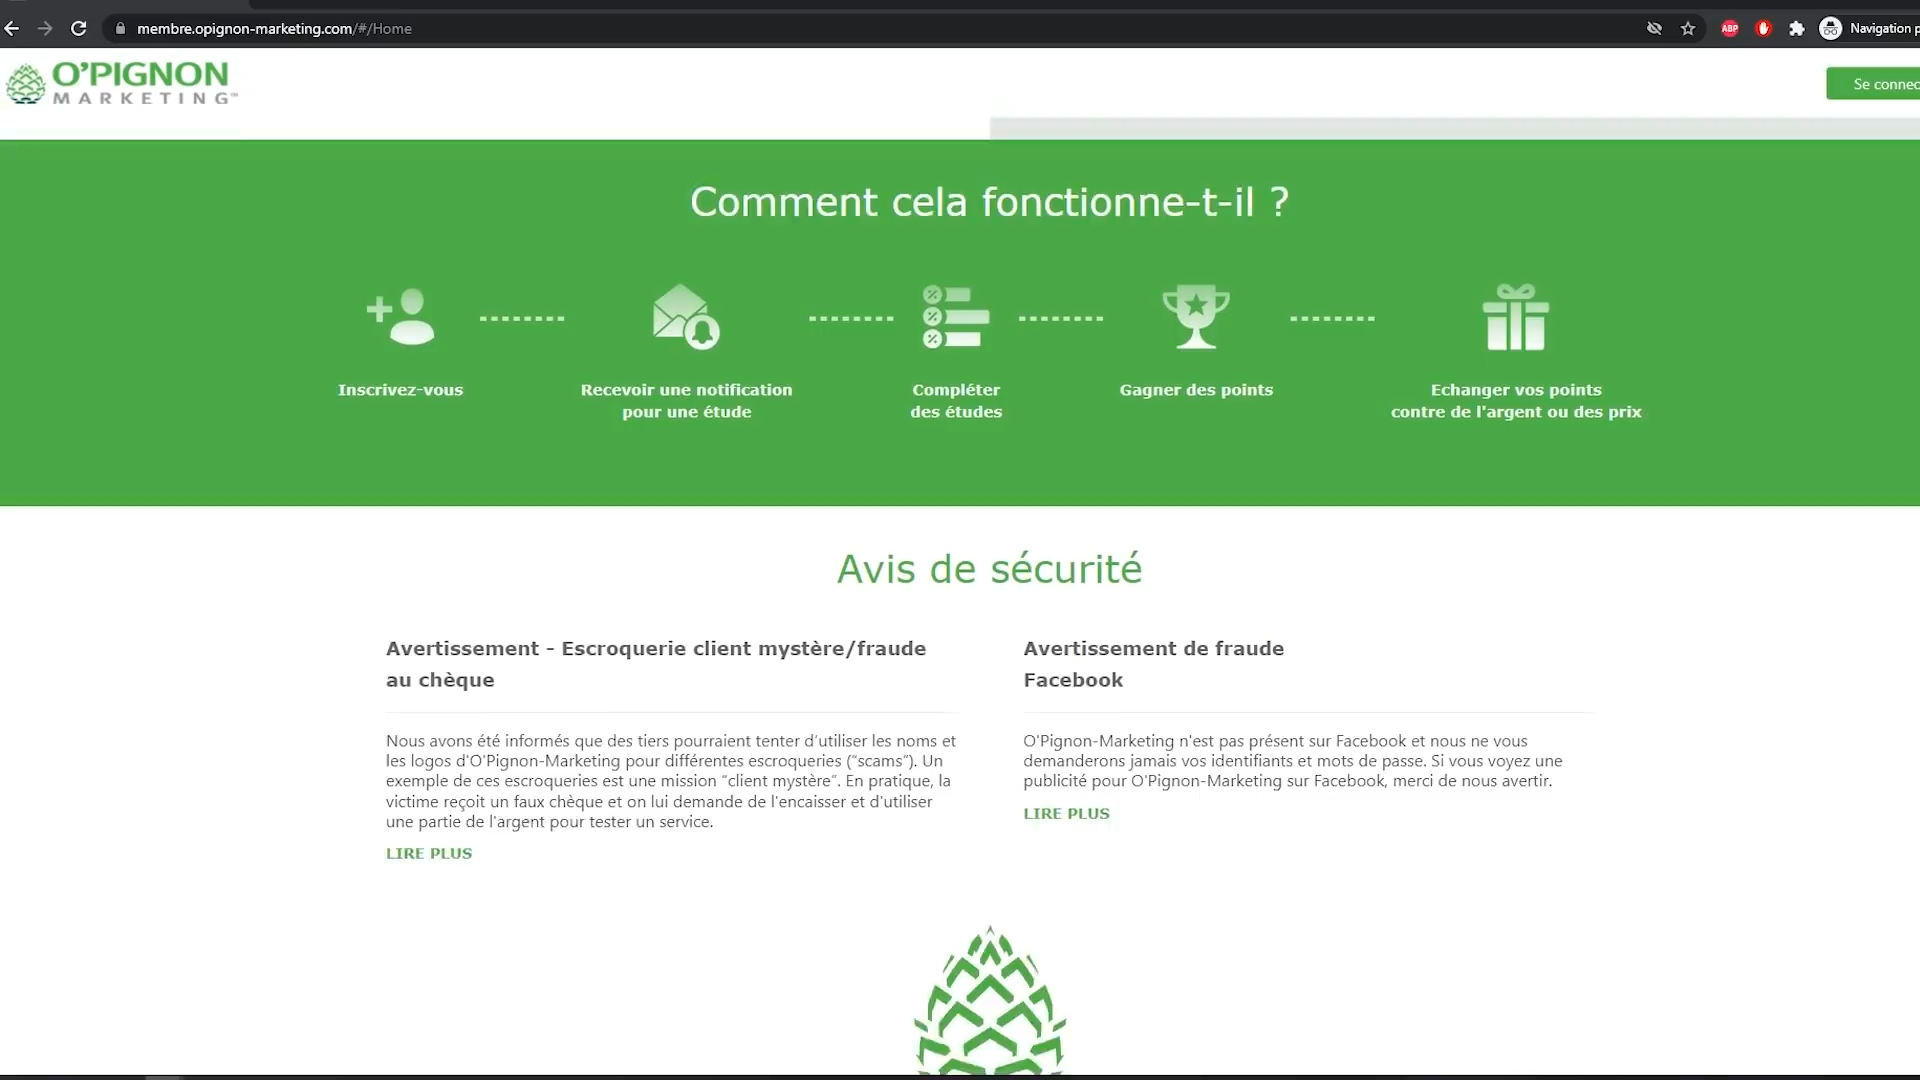 membre.opignon-marketing.com/#/Home
ABP
Navigation p
O'PIGNON
MARKETING™
Se connec
Comment cela fonctionne-t-il ?
Inscrivez-vous
Recevoir une notification
pour une étude
Compléter
des études
Gagner des points
Echanger vos points
contre de l'argent ou des prix
Avis de sécurité
Avertissement - Escroquerie client mystère/fraude
au chèque
Nous avons été informés que des tiers pourraient tenter d’utiliser les noms et
les logos d'O'Pignon-Marketing pour différentes escroqueries (“scams”). Un
exemple de ces escroqueries est une mission “client mystère”. En pratique, la
victime reçoit un faux chèque et on lui demande de l'encaisser et d'utiliser
une partie de l'argent pour tester un service.
LIRE PLUS
Avertissement de fraude
Facebook
O'Pignon-Marketing n'est pas présent sur Facebook et nous ne vous
demanderons jamais vos identifiants et mots de passe. Si vous voyez une
publicité pour O'Pignon-Marketing sur Facebook, merci de nous avertir.
LIRE PLUS